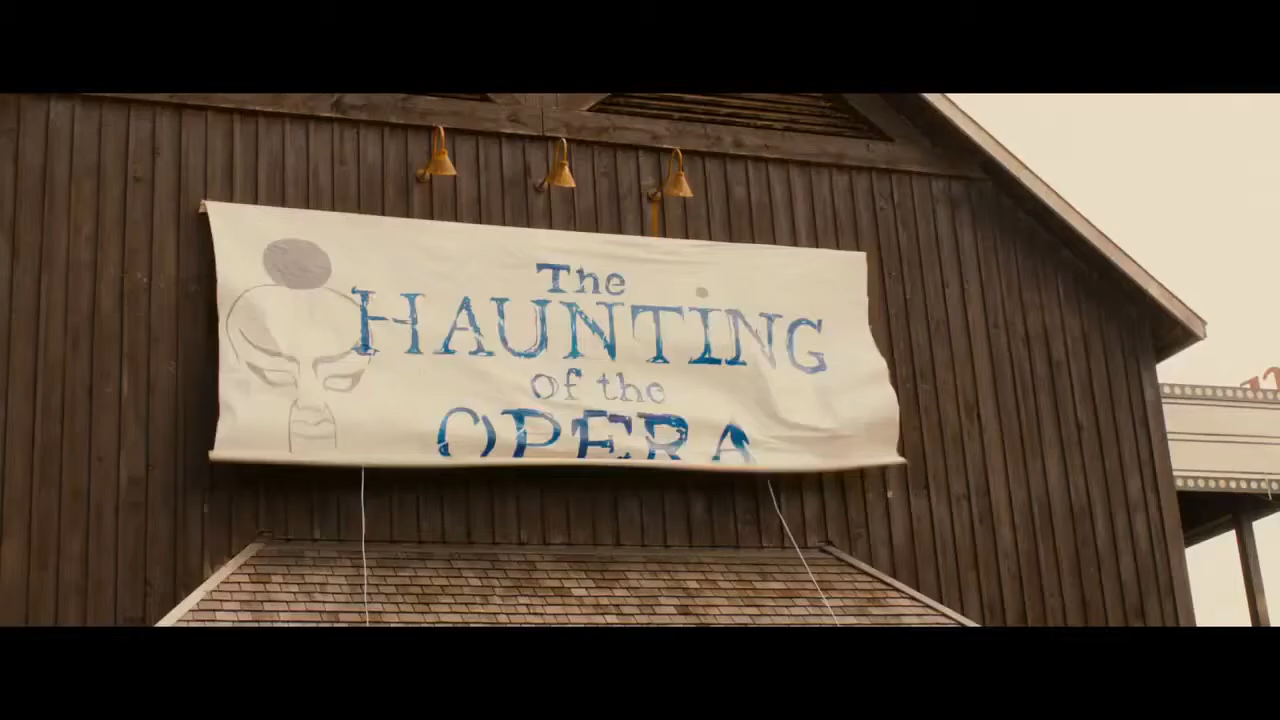 The
HAUNTING
of the
OPERA